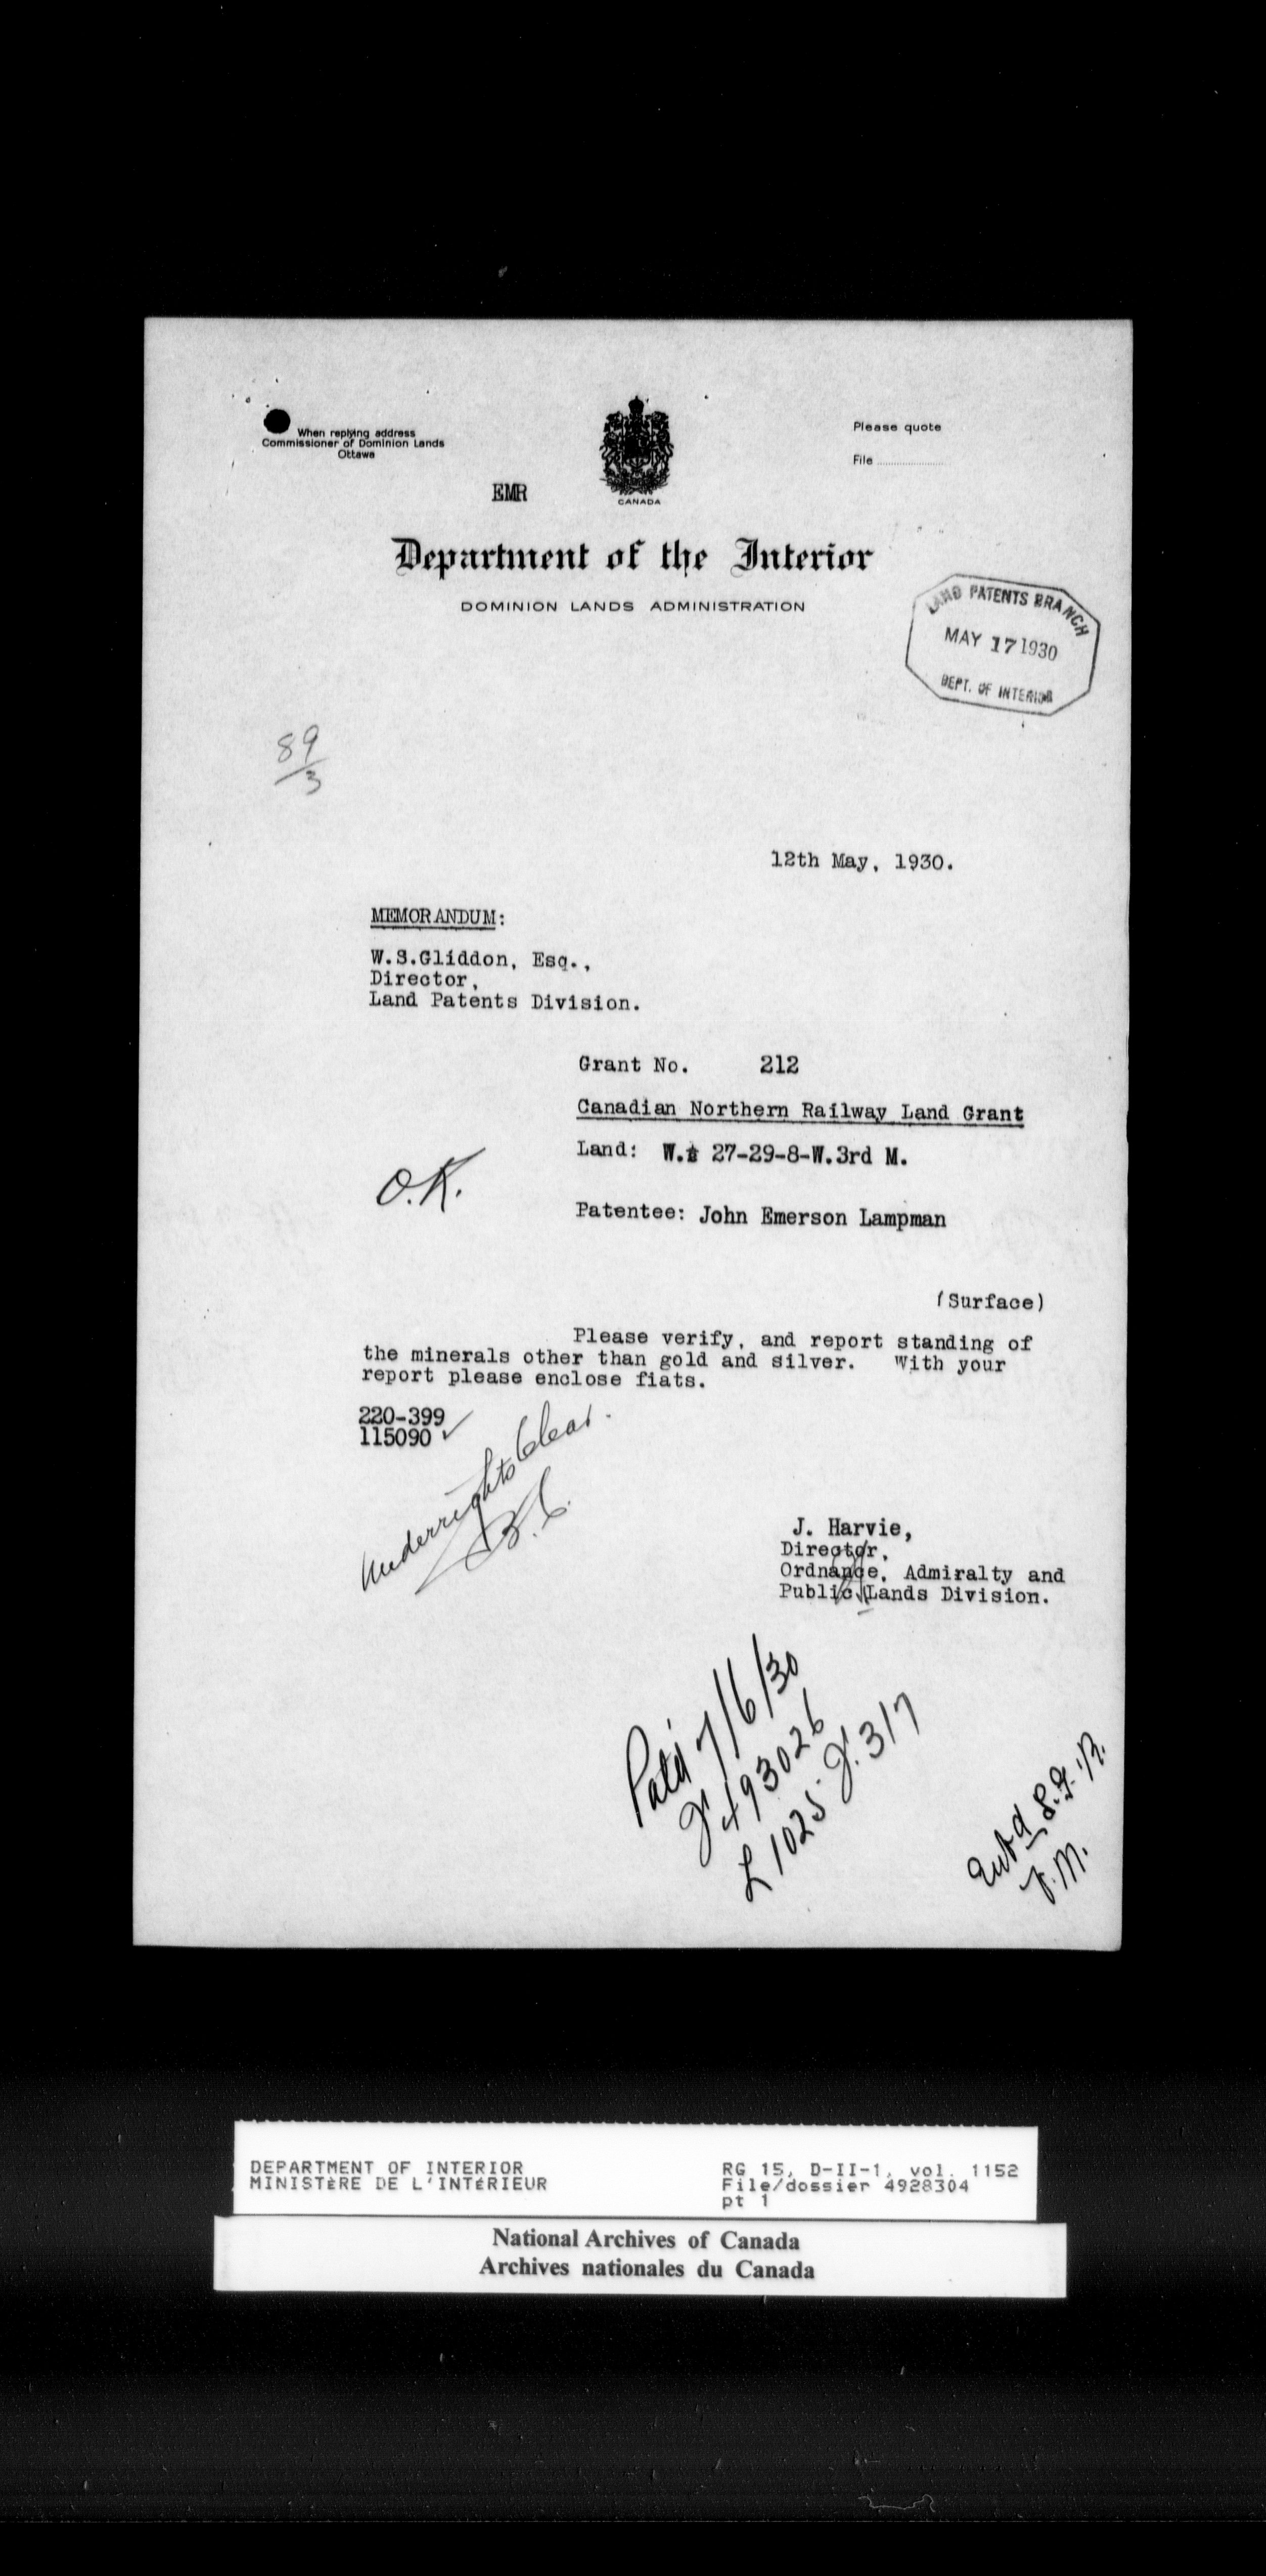 When replying address
Commissioner of Dominion Lands
Ottawa
Please quote
File
EMR
CANADA
Department of the Interior
DOMINION LANDS ADMINISTRATION
LAND PATENTS BRANCH
MAY 17 1930
DEPT. OF INTERIOR
89
3
12th May, 1930.
MEMORANDUM:
W.S.Gliddon, Esq.,
Director,
Land Patents Division.
Grant No. 212
Canadian Northern Railway Land Grant
Land: W.½ 27-29-8-W.3rd M.
O.K.
Patentee: John Emerson Lampman
(Surface)
Please verify, and report standing of
the minerals other than gold and silver. With your
report please enclose fiats.
220-399
115090
Underrights Clear.
J. Harvie,
Director,
Ordnance, Admiralty and
Public Lands Division.
7/6/30
493026
L 1025 J. 317
DEPARTMENT OF INTERIOR
MINISTÈRE DE L'INTÉRIEUR
RG 15, D-II-1, vol. 1152
File/dossier 4928304
pt 1
National Archives of Canada
Archives nationales du Canada